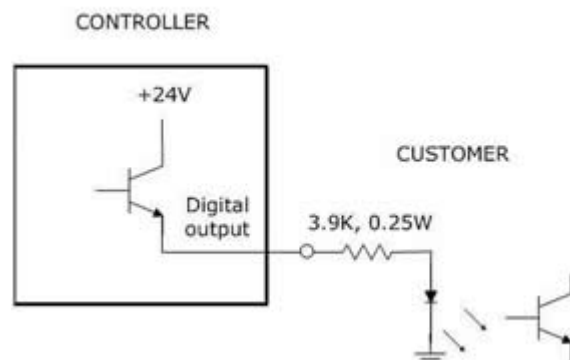 CONTROLLER
+24V
CUSTOMER
Digital
output
3.9K, 0.25W